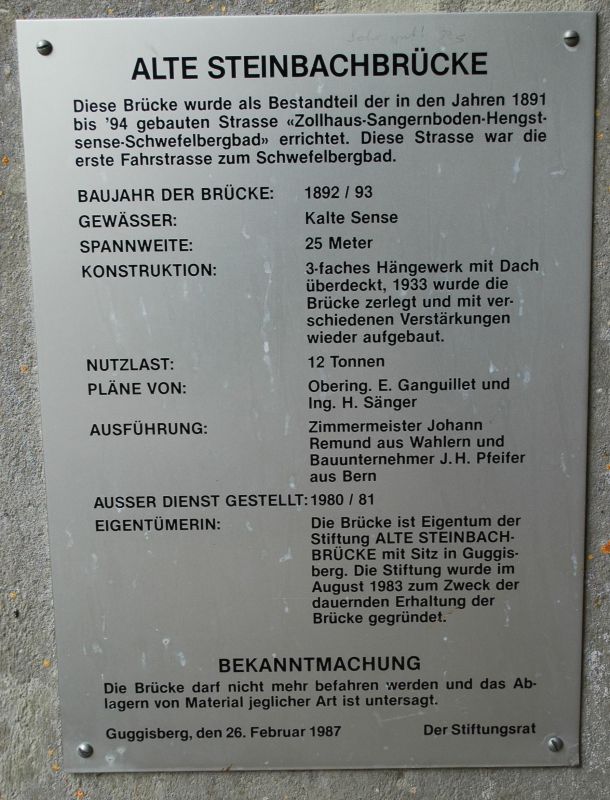 ALTE STEINBACHBRÜCKE
Diese Brücke wurde als Bestandteil der in den Jahren 1891
bis '94 gebauten Strasse «Zollhaus-Sangernboden-Hengst-
sense-Schwefelbergbad» errichtet. Diese Strasse war die
erste Fahrstrasse zum Schwefelbergbad.
BAUJAHR DER BRÜCKE: 1892 / 93
GEWÄSSER: Kalte Sense
SPANNWEITE: 25 Meter
KONSTRUKTION: 3-faches Hängewerk mit Dach
überdeckt, 1933 wurde die
Brücke zerlegt und mit ver-
schiedenen Verstärkungen
wieder aufgebaut.
NUTZLAST: 12 Tonnen
PLÄNE VON: Obering. E. Ganguillet und
Ing. H. Sänger
AUSFÜHRUNG: Zimmermeister Johann
Remund aus Wahlern und
Bauunternehmer J. H. Pfeifer
aus Bern
AUSSER DIENST GESTELLT: 1980 / 81
EIGENTÜMERIN: Die Brücke ist Eigentum der
Stiftung ALTE STEINBACH-
BRÜCKE mit Sitz in Guggis-
berg. Die Stiftung wurde im
August 1983 zum Zweck der
dauernden Erhaltung der
Brücke gegründet.
BEKANNTMACHUNG
Die Brücke darf nicht mehr befahren werden und das Ab-
lagern von Material jeglicher Art ist untersagt.
Guggisberg, den 26. Februar 1987 Der Stiftungsrat